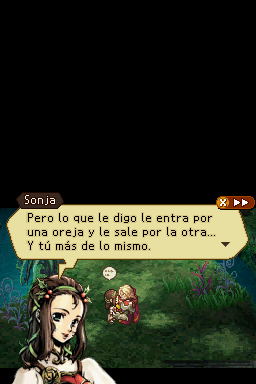 Sonja
Pero lo que le digo le entra por
una oreja y le sale por la otra...
Y tú más de lo mismo.